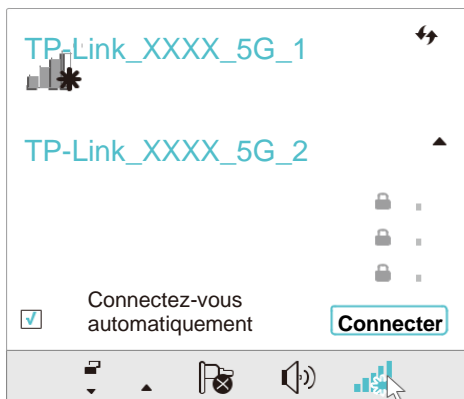 TP-Link_XXXX_5G_1
TP-Link_XXXX_5G_2
Connectez-vous
automatiquement
Connecter